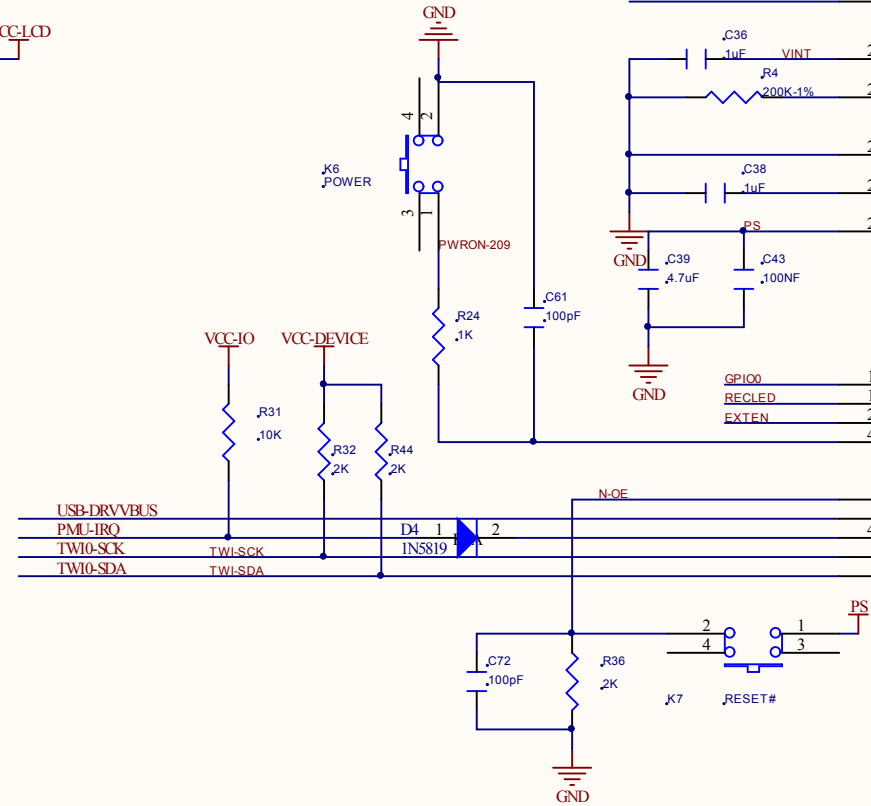 GND
CC-LCD
C36
.1uF
VINT
R4
200K-1%
4
2
K6
POWER
C38
.1uF
3
1
PWRON-209
PS
GND
C39
4.7uF
C43
100NF
C61
100pF
R24
1K
VCC-IO
VCC-DEVICE
GND
GPIO0
RECLED
EXTEN
R31
10K
R32
2K
R44
2K
N-OE
USB-DRVVBUS
PMU-IRQ
D4
1
2
TWI0-SCK
TWI-SCK
1N5819
TWI0-SDA
TWI-SDA
PS
2
1
4
3
C72
100pF
R36
2K
K7
RESET#
GND